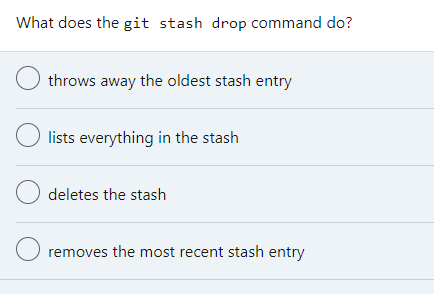 What does the git stash drop command do?
throws away the oldest stash entry
lists everything in the stash
deletes the stash
removes the most recent stash entry